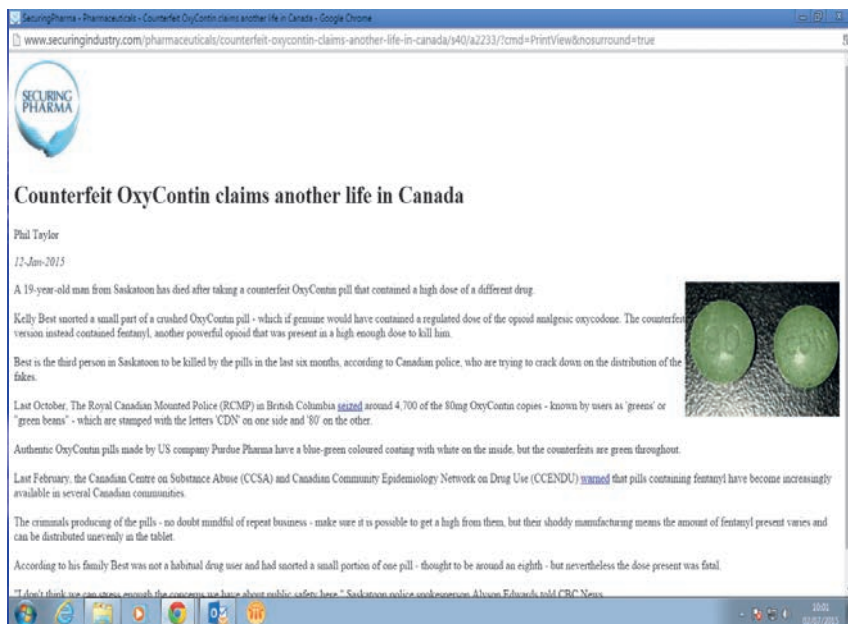 SecuringPharma - Pharmaceuticals - Counterfeit OxyContin claims another life in Canada - Google Chrome
www.securingindustry.com/pharmaceuticals/counterfeit-oxycontin-claims-another-life-in-canada/s40/a2233/?cmd=PrintView&nosurround=true
SECURING
PHARMA
Counterfeit OxyContin claims another life in Canada
Phil Taylor
12-Jan-2015
A 19-year-old man from Saskatoon has died after taking a counterfeit OxyContin pill that contained a high dose of a different drug.
Kelly Best snorted a small part of a crushed OxyContin pill - which if genuine would have contained a regulated dose of the opioid analgesic oxycodone. The counterfeit
version instead contained fentanyl, another powerful opioid that was present in a high enough dose to kill him.
Best is the third person in Saskatoon to be killed by the pills in the last six months, according to Canadian police, who are trying to crack down on the distribution of the
fakes.
Last October, The Royal Canadian Mounted Police (RCMP) in British Columbia seized around 4,700 of the 80mg OxyContin copies - known by users as 'greens' or
"green beans" - which are stamped with the letters 'CDN' on one side and '80' on the other.
80 CDN
Authentic OxyContin pills made by US company Purdue Pharma have a blue-green coloured coating with white on the inside, but the counterfeits are green throughout.
Last February, the Canadian Centre on Substance Abuse (CCSA) and Canadian Community Epidemiology Network on Drug Use (CCENDU) warned that pills containing fentanyl have become increasingly
available in several Canadian communities.
The criminals producing of the pills - no doubt mindful of repeat business - make sure it is possible to get a high from them, but their shoddy manufacturing means the amount of fentanyl present varies and
can be distributed unevenly in the tablet.
According to his family Best was not a habitual drug user and had snorted a small portion of one pill - thought to be around an eighth - but nevertheless the dose present was fatal.
"I don't think we can stress enough the concerns we have about public safety here," Saskatoon police spokesperson Alyson Edwards told CBC News.
10:01
02/07/2015